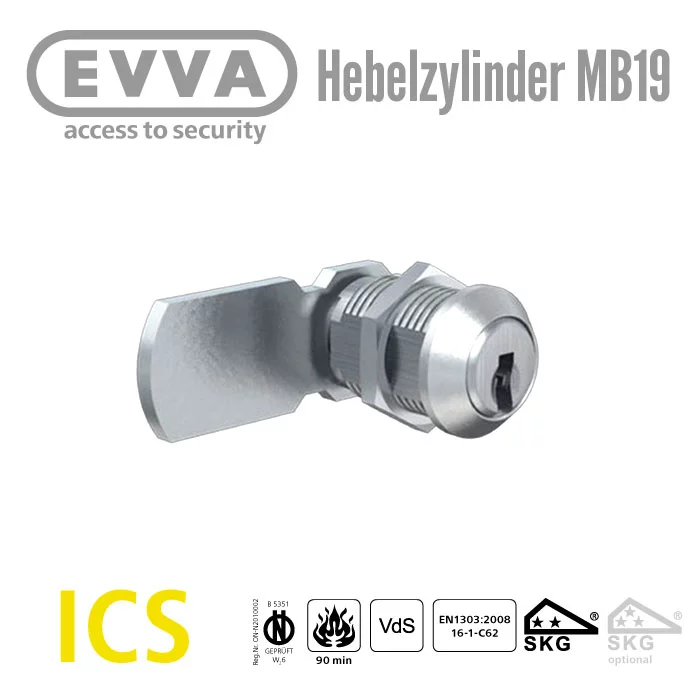 EVVA Hebelzylinder MB19
access to security
ICS
Reg.Nr. ON-N2010002
B 5351
N
GEPRÜFT
W 6
90 min
VdS
EN1303:2008
16-1-C62
SKG®
SKG®
optional